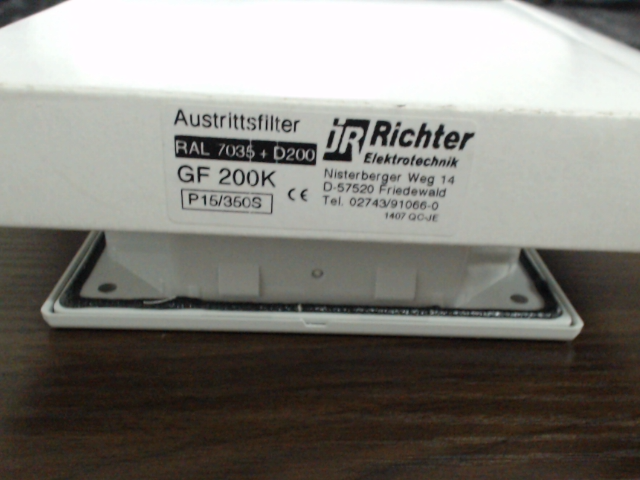 Austrittsfilter
RAL 7035 + D200
GF 200K
P15/350S
CE
jR Richter
Elektrotechnik
Nisterberger Weg 14
D-57520 Friedewald
Tel. 02743/91066-0
1407 QC-JE